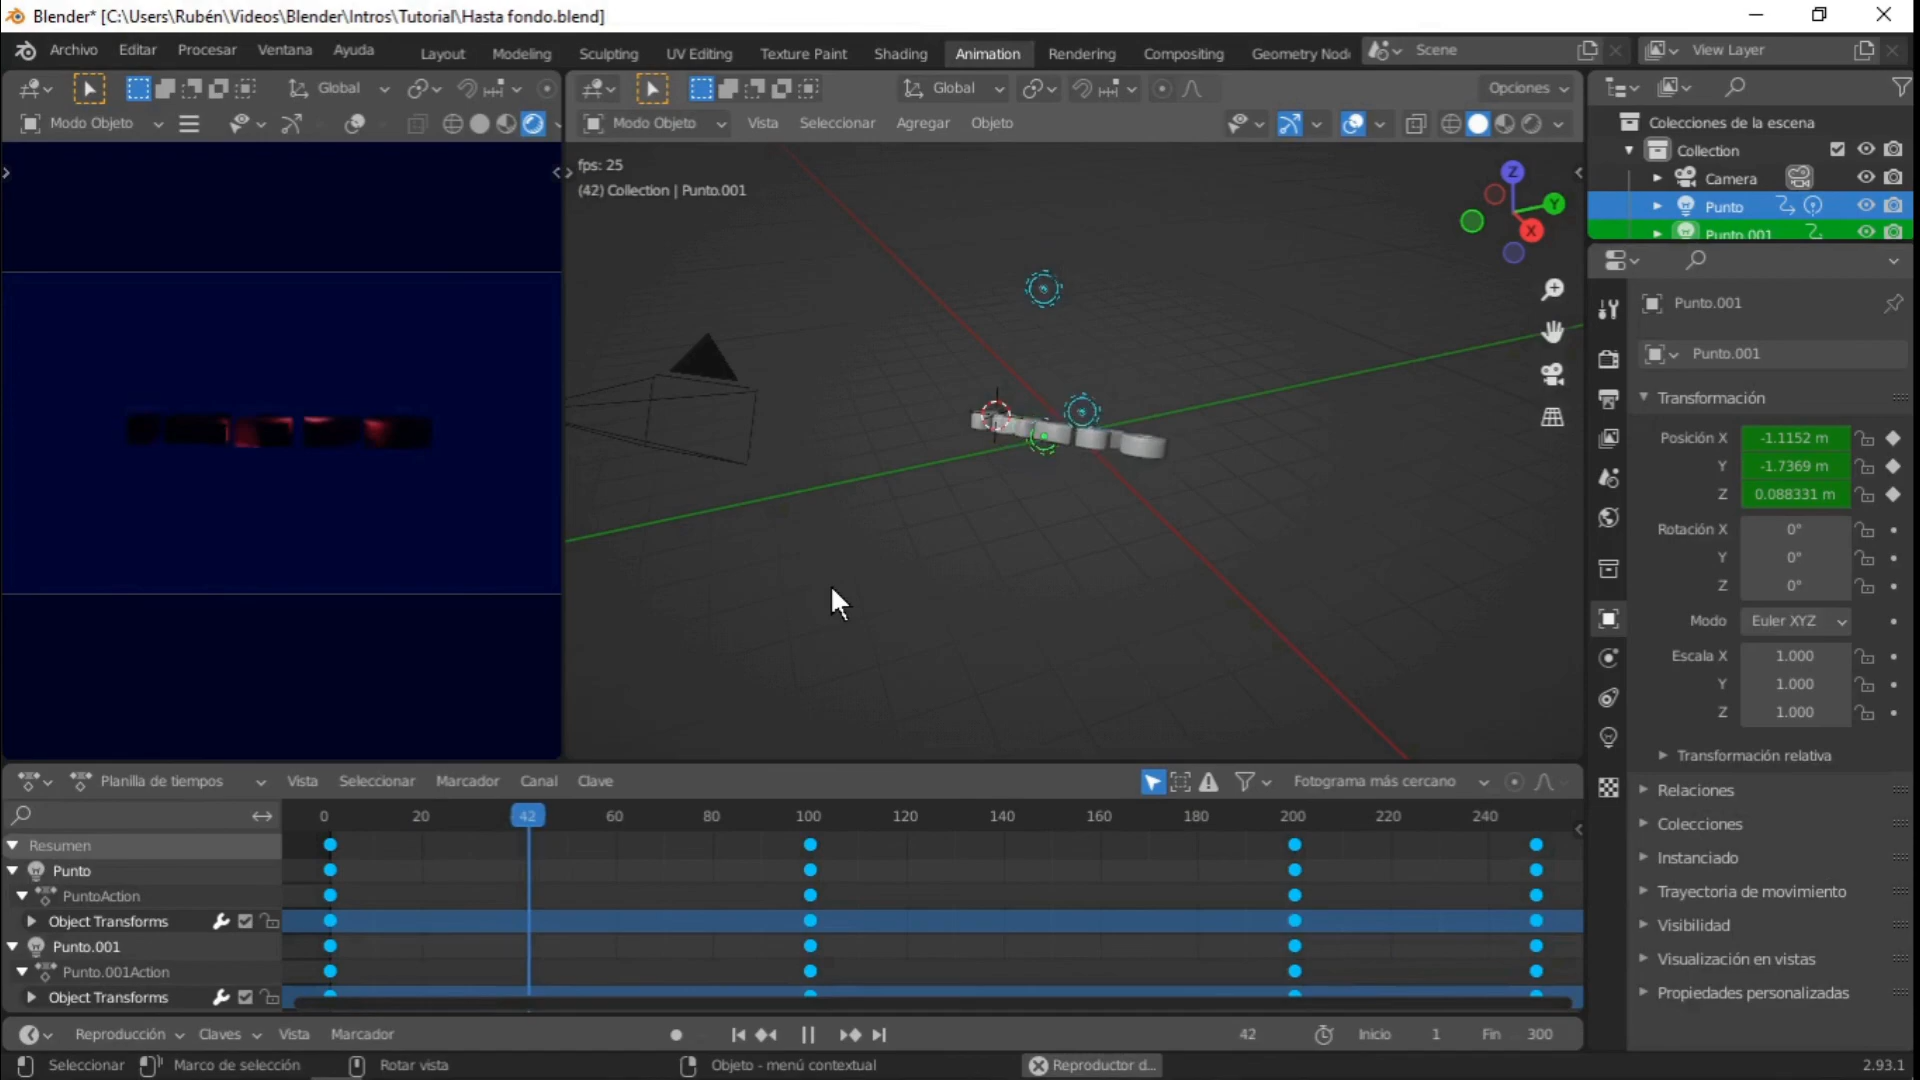 Blender* [C:\Users\Rubén\Videos\Blender\Intros\Tutorial\Hasta fondo.blend]
Archivo Editar Procesar Ventana Ayuda Layout Modeling Sculpting UV Editing Texture Paint Shading Animation Rendering Compositing Geometry Node Scene View Layer
Global Global Opciones
Modo Objeto Modo Objeto Vista Seleccionar Agregar Objeto
Colecciones de la escena
Collection
Camera
Punto
Punto.001
fps: 25
(42) Collection | Punto.001
Z
Y
X
Punto.001
Punto.001
Transformación
Posición X -1.1152 m
Y -1.7369 m
Z 0.088331 m
Rotación X 0°
Y 0°
Z 0°
Modo Euler XYZ
Escala X 1.000
Y 1.000
Z 1.000
Transformación relativa
Relaciones
Colecciones
Instanciado
Trayectoria de movimiento
Visibilidad
Visualización en vistas
Propiedades personalizadas
Planilla de tiempos Vista Seleccionar Marcador Canal Clave Fotograma más cercano
0 20 42 60 80 100 120 140 160 180 200 220 240
Resumen
Punto
PuntoAction
Object Transforms
Punto.001
Punto.001Action
Object Transforms
Reproducción Claves Vista Marcador 42 Inicio 1 Fin 300
Seleccionar Marco de selección Rotar vista Objeto - menú contextual Reproductor d... 2.93.1